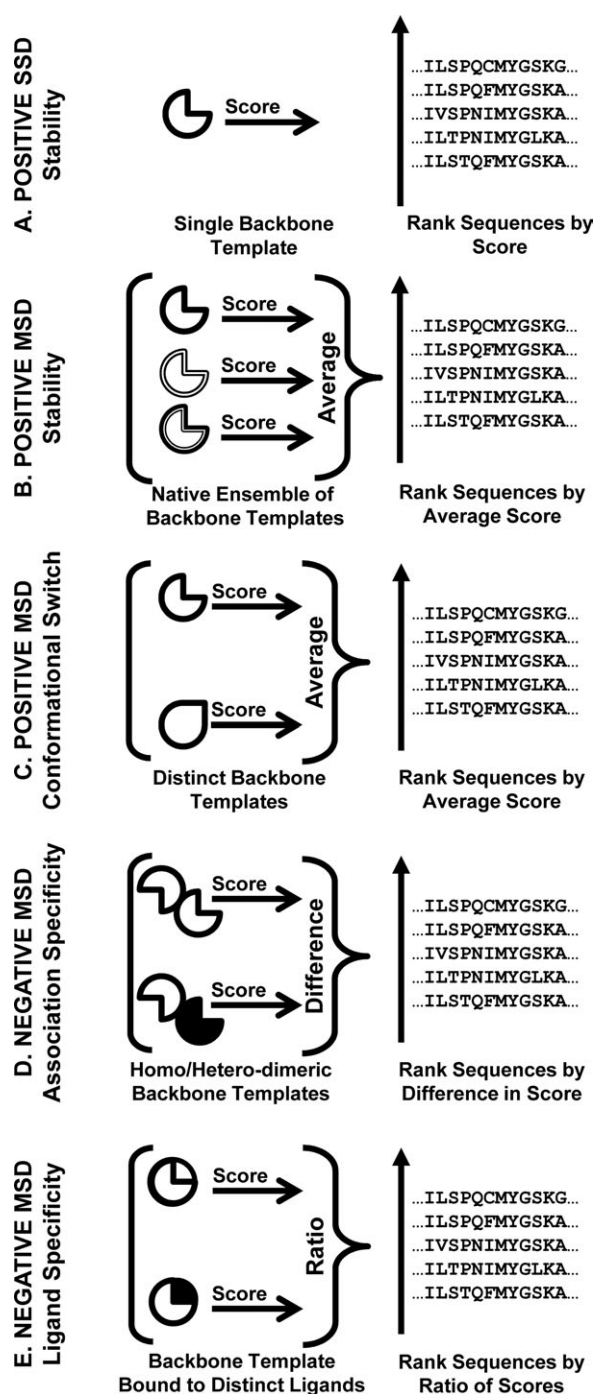 A. POSITIVE SSD
Stability
Score
Single Backbone
Template
...ILSPQCMYGSKG...
...ILSPQFMYGSKA...
...IVSPNIMYGSKA...
...ILTPNIMYGLKA...
...ILSTQFMYGSKA...
Rank Sequences by
Score
B. POSITIVE MSD
Stability
Score
Score
Score
Average
Native Ensemble of
Backbone Templates
...ILSPQCMYGSKG...
...ILSPQFMYGSKA...
...IVSPNIMYGSKA...
...ILTPNIMYGLKA...
...ILSTQFMYGSKA...
Rank Sequences by
Average Score
C. POSITIVE MSD
Conformational Switch
Score
Score
Average
Distinct Backbone
Templates
...ILSPQCMYGSKG...
...ILSPQFMYGSKA...
...IVSPNIMYGSKA...
...ILTPNIMYGLKA...
...ILSTQFMYGSKA...
Rank Sequences by
Average Score
D. NEGATIVE MSD
Association Specificity
Score
Score
Difference
Homo/Hetero-dimeric
Backbone Templates
...ILSPQCMYGSKG...
...ILSPQFMYGSKA...
...IVSPNIMYGSKA...
...ILTPNIMYGLKA...
...ILSTQFMYGSKA...
Rank Sequences by
Difference in Score
E. NEGATIVE MSD
Ligand Specificity
Score
Score
Ratio
Backbone Template
Bound to Distinct Ligands
...ILSPQCMYGSKG...
...ILSPQFMYGSKA...
...IVSPNIMYGSKA...
...ILTPNIMYGLKA...
...ILSTQFMYGSKA...
Rank Sequences by
Ratio of Scores